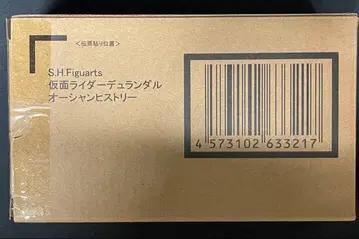 <伝票貼り位置>
S.H.Figuarts
仮面ライダーデュランダル
オーシャンヒストリー
4 573102 633217